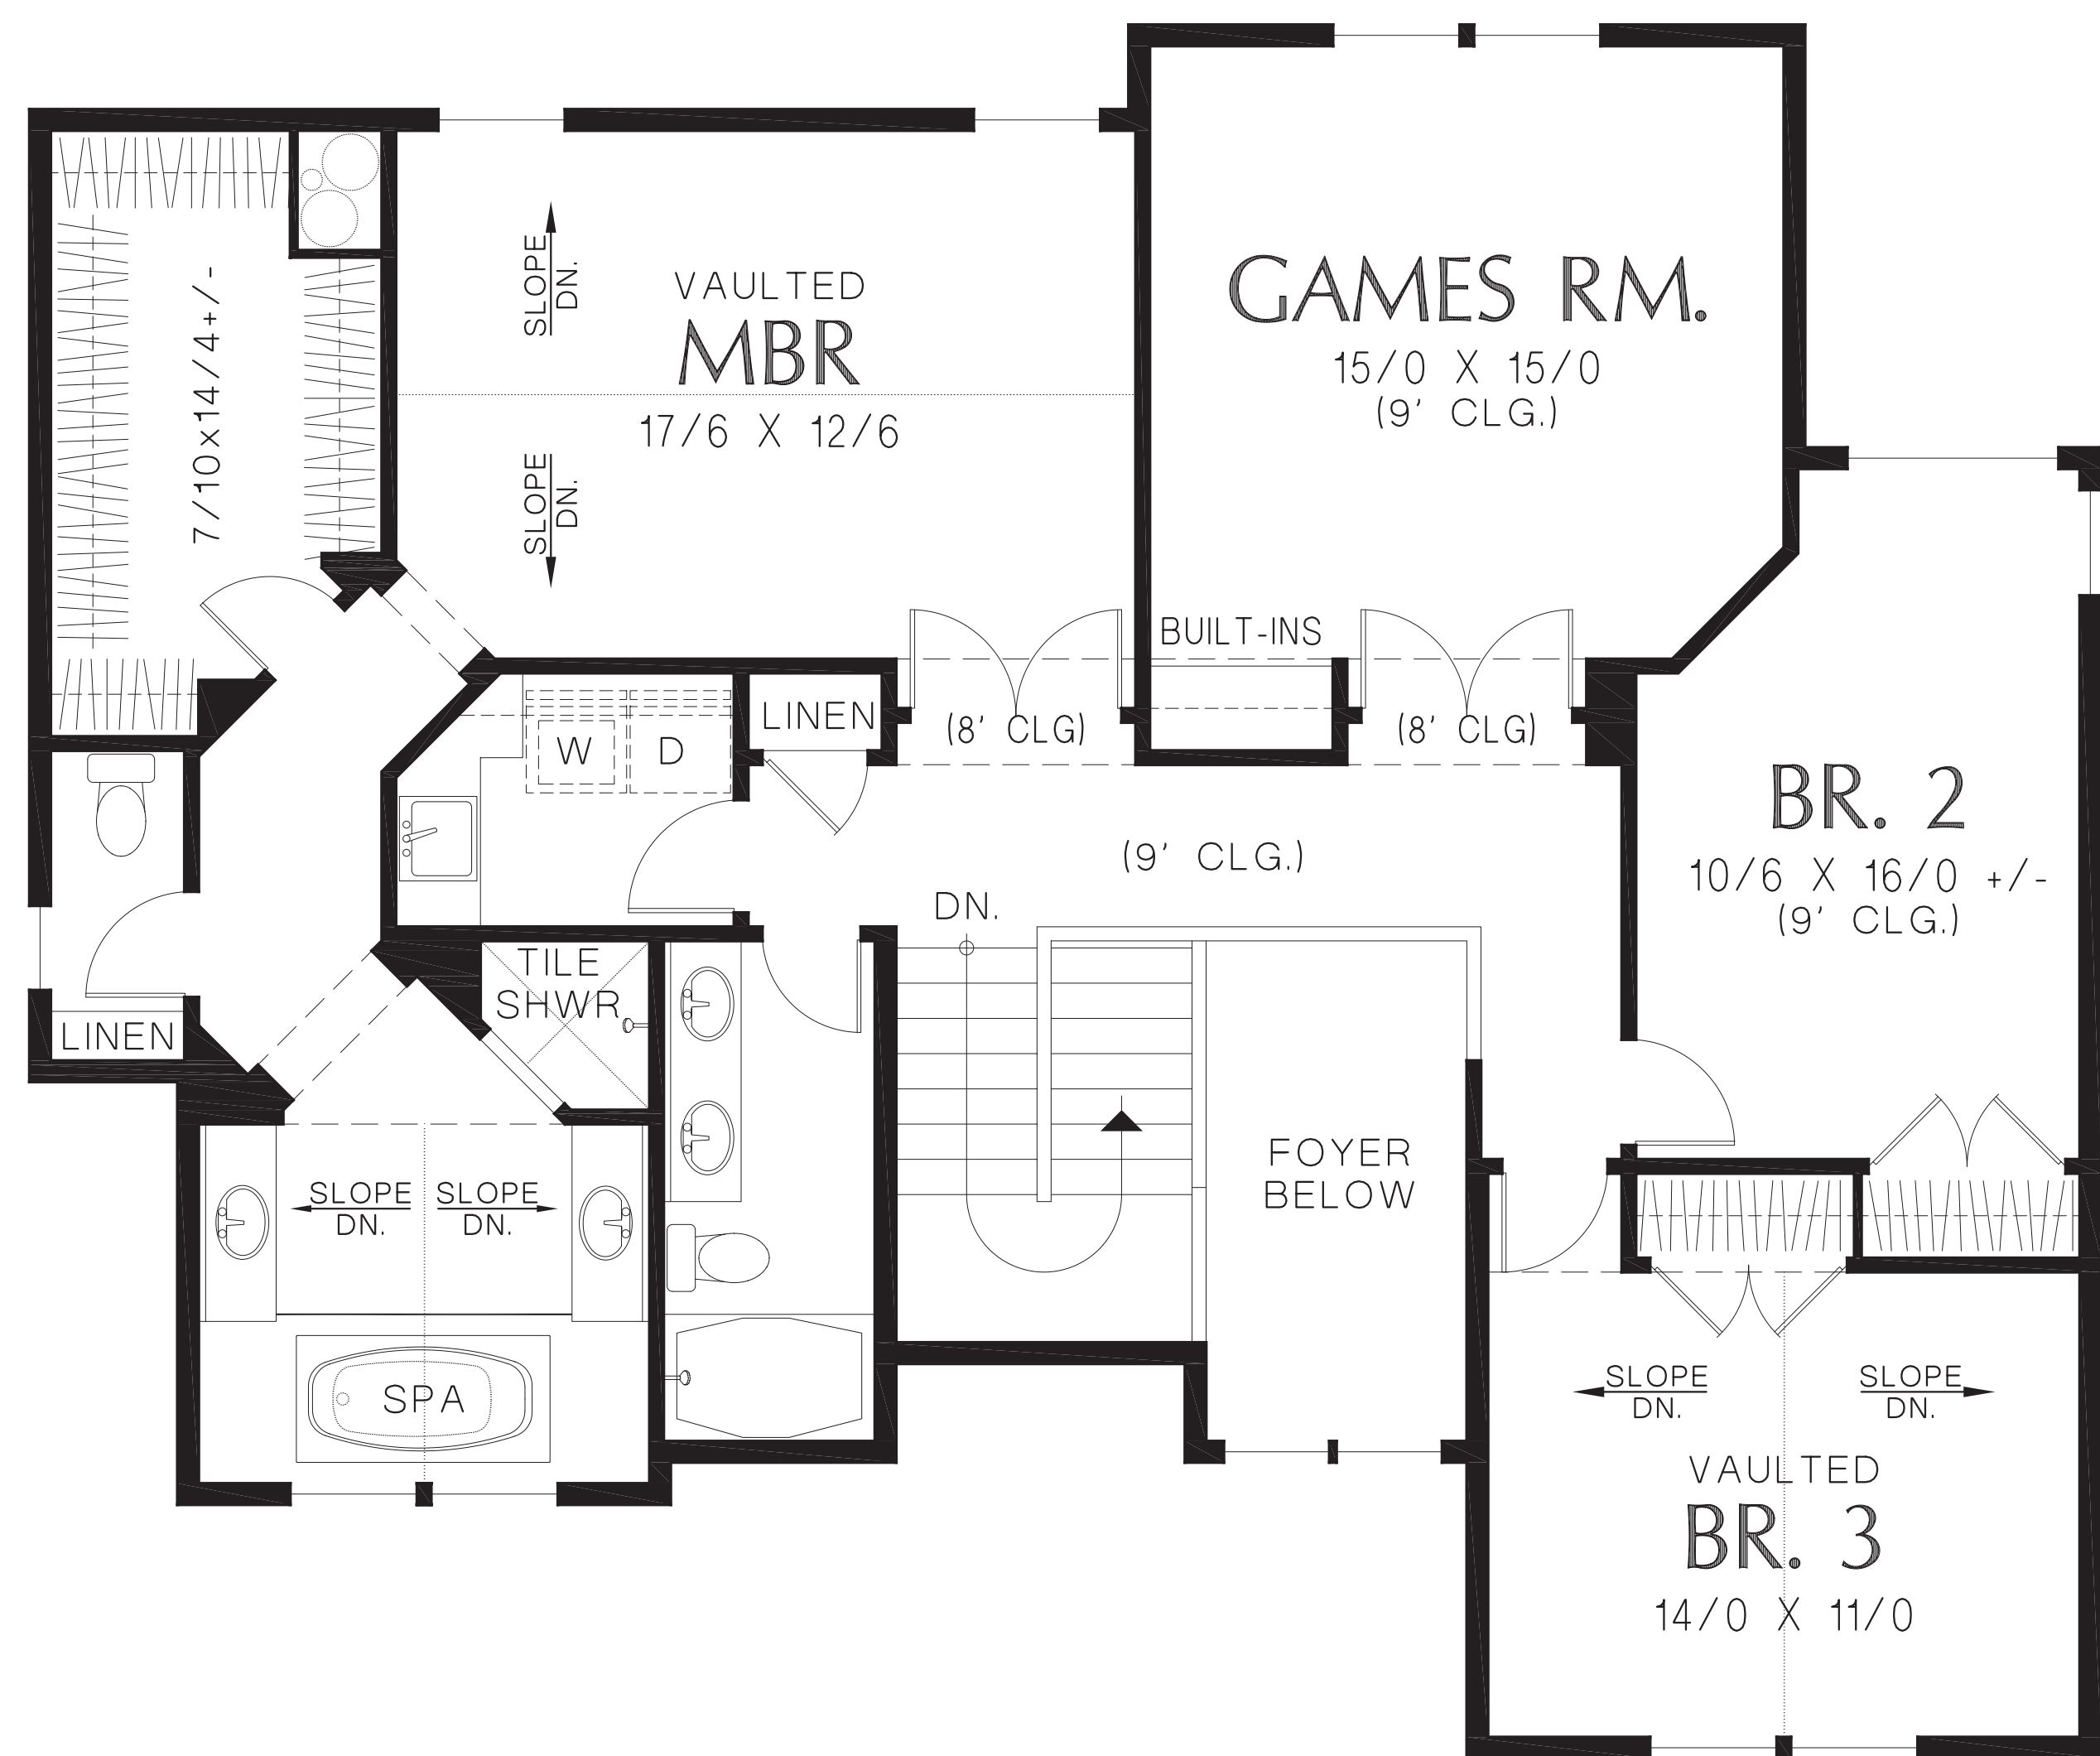 GAMES RM.
15/0 X 15/0
(9' CLG.)
VAULTED
MBR
17/6 X 12/6
SLOPE
DN.
SLOPE
DN.
7/10x14/4+/-
BUILT-INS
LINEN
(8' CLG)
(8' CLG)
W
D
BR. 2
10/6 X 16/0 +/-
(9' CLG.)
(9' CLG.)
DN.
TILE
SHWR
LINEN
FOYER
BELOW
SLOPE
DN.
SLOPE
DN.
SPA
SLOPE
DN.
SLOPE
DN.
VAULTED
BR. 3
14/0 X 11/0